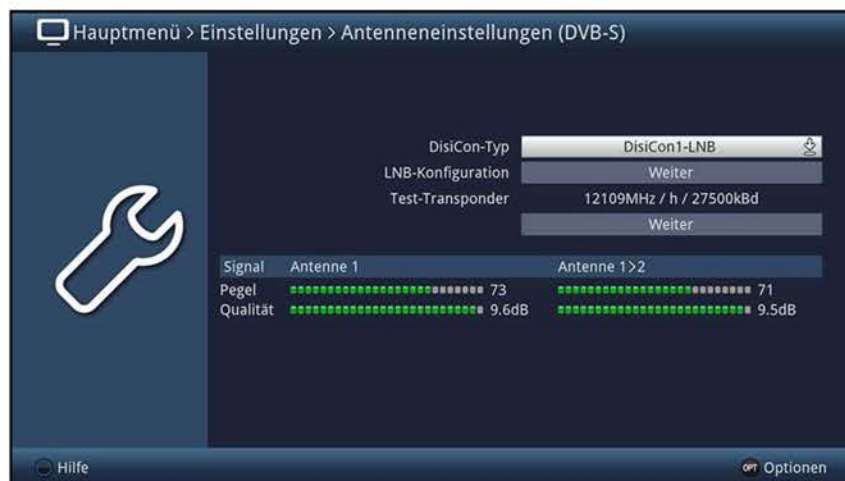 Hauptmenü > Einstellungen > Antenneneinstellungen (DVB-S)
DisiCon-Typ DisiCon1-LNB
LNB-Konfiguration Weiter
Test-Transponder 12109MHz / h / 27500kBd
Weiter
Signal Antenne 1 Antenne 1>2
Pegel 73 71
Qualität 9.6dB 9.5dB
Hilfe OPT Optionen